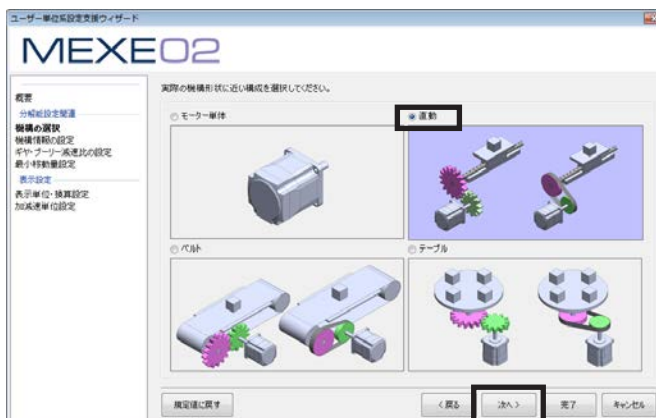 ユーザー単位系設定支援ウィザード
MEXE02
実際の機構形状に近い構成を選択してください。
概要
分解能設定関連
機構の選択
機構情報の設定
ギヤ・プーリー減速比の設定
最小移動量設定
表示設定
表示単位・換算設定
加減速単位設定
モーター単体
直動
ベルト
テーブル
規定値に戻す
< 戻る
次へ >
完了
キャンセル